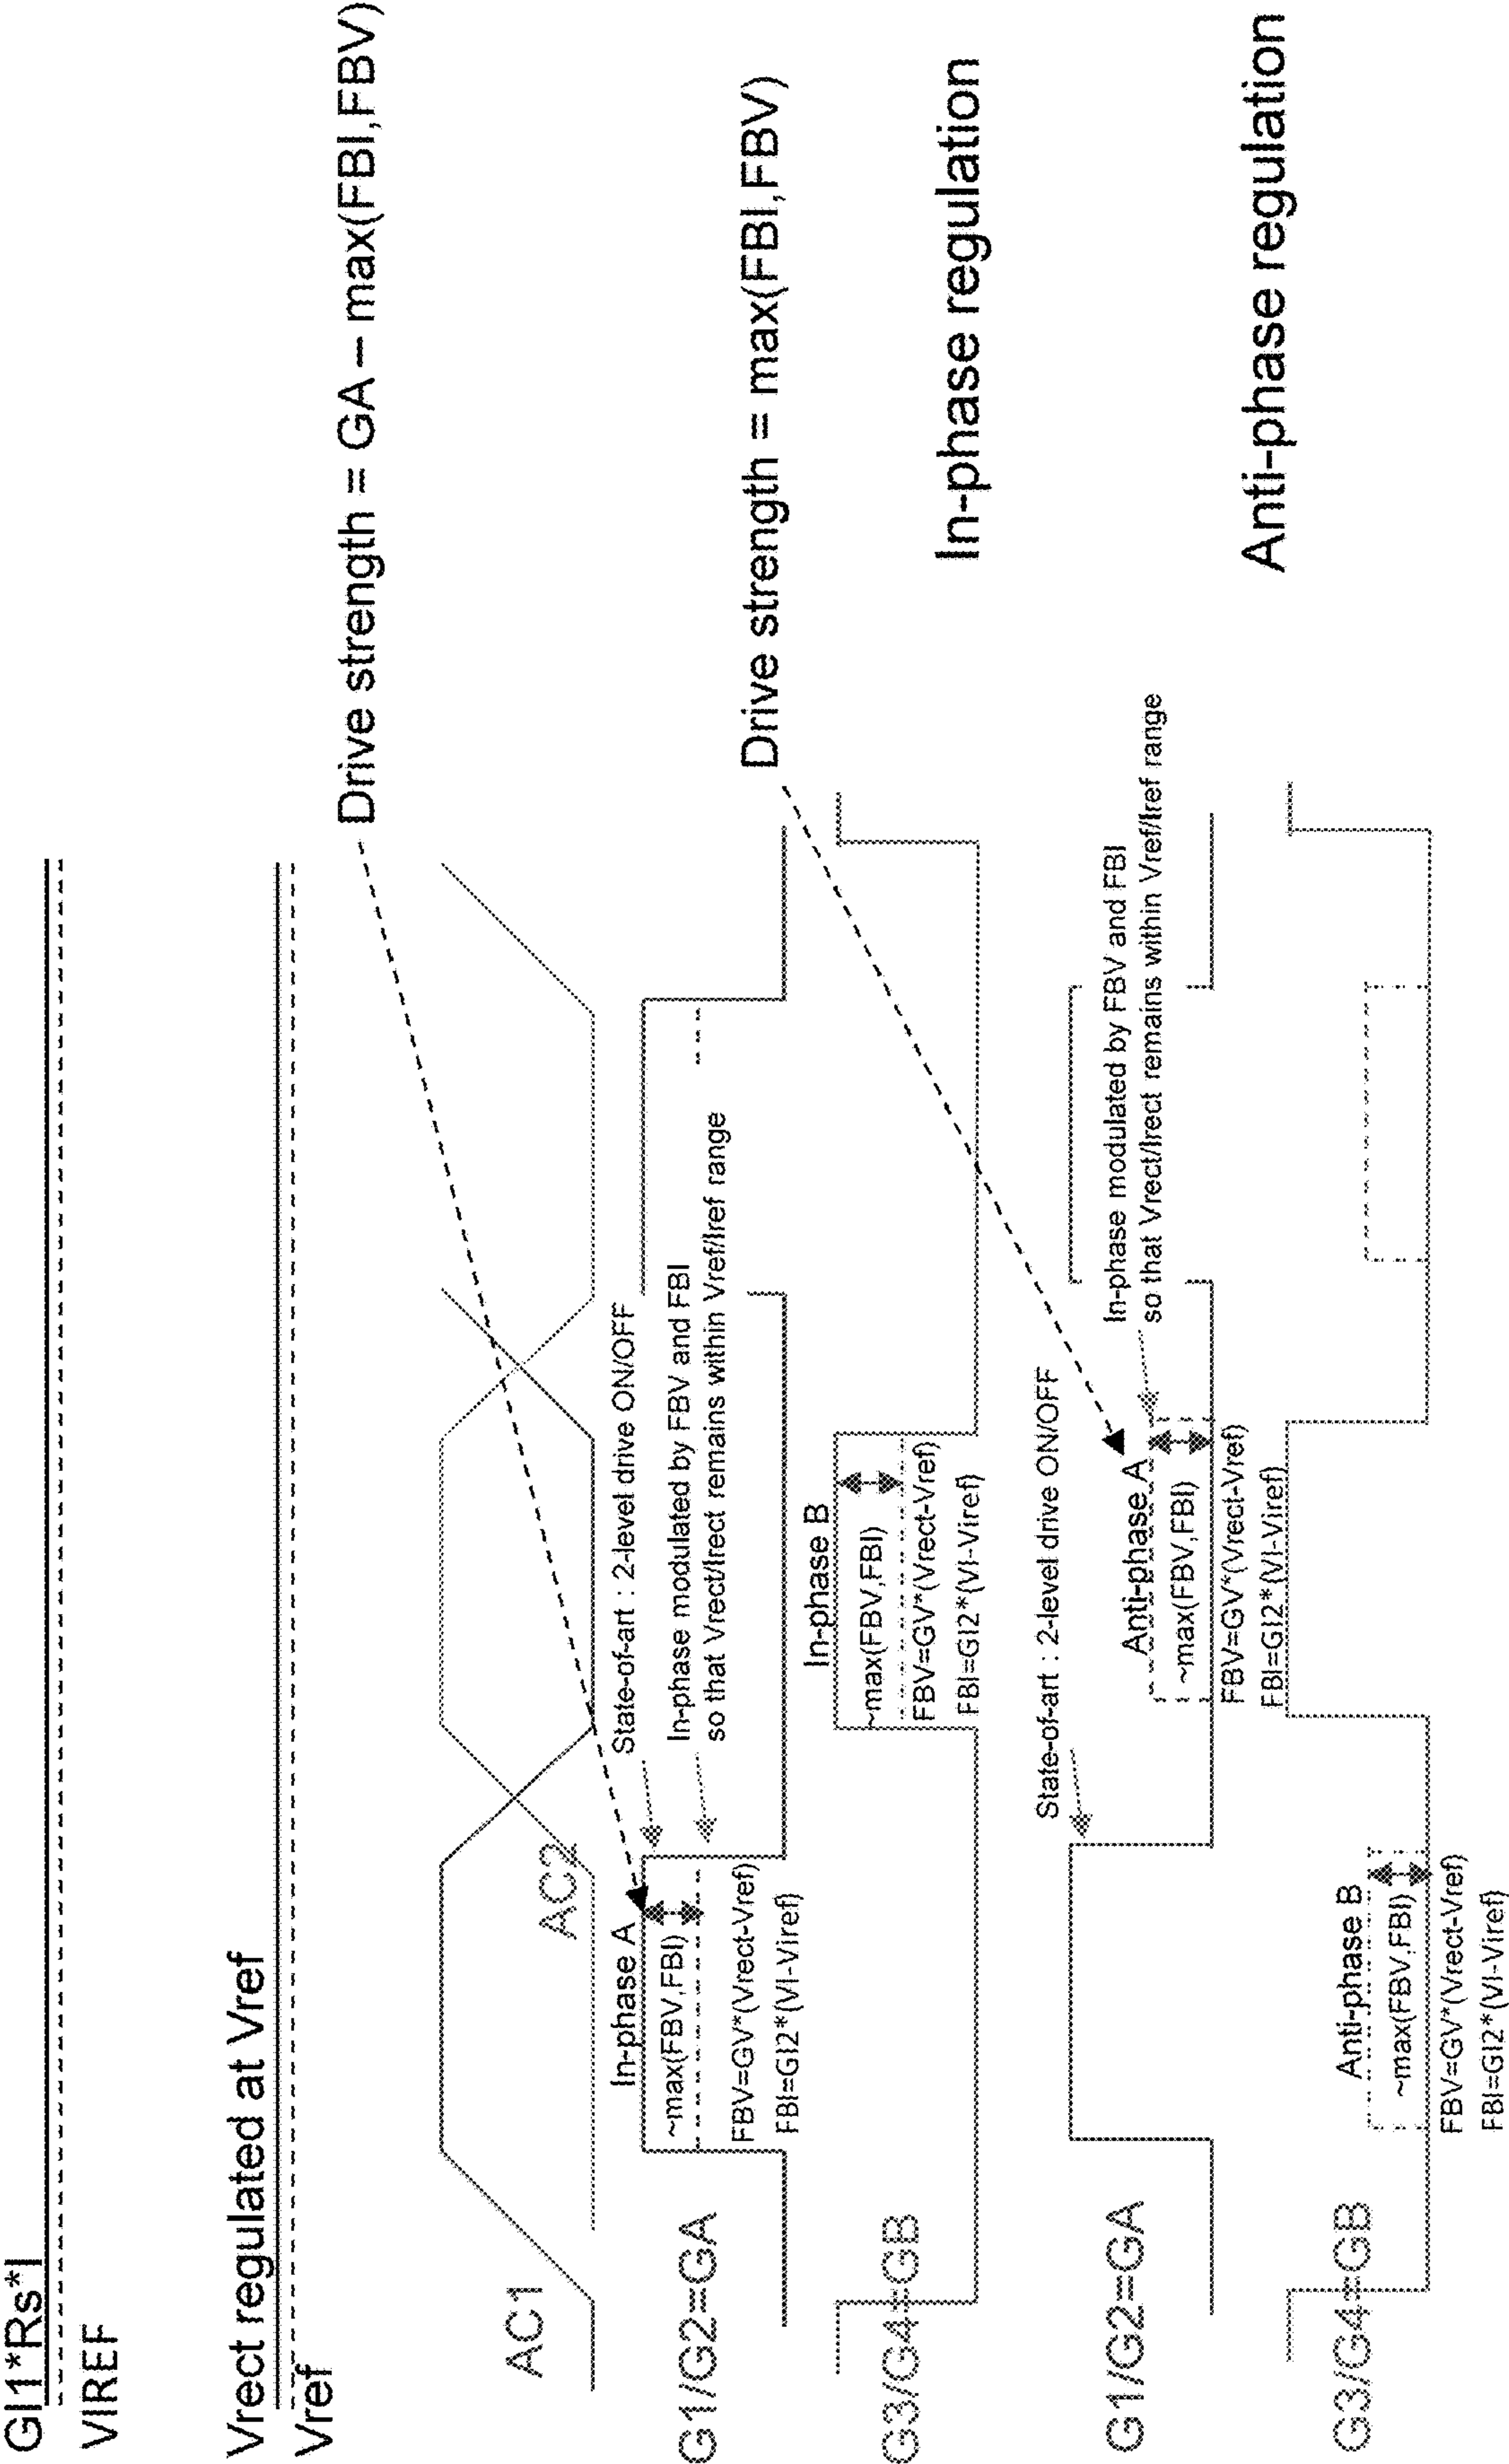 GI1*Rs*I
VIREF
Vrect regulated at Vref
Vref
Drive strength = GA – max(FBI,FBV)
AC1
AC2
State-of-art : 2-level drive ON/OFF
In-phase modulated by FBV and FBI
so that Vrect/Irect remains within Vref/Iref range
In-phase A
~max(FBV,FBI)
FBV=GV*(Vrect-Vref)
FBI=GI2*(VI-Viref)
G1/G2=GA
Drive strength = max(FBI,FBV)
In-phase B
~max(FBV,FBI)
FBV=GV*(Vrect-Vref)
FBI=GI2*(VI-Viref)
G3/G4=GB
In-phase regulation
State-of-art : 2-level drive ON/OFF
In-phase modulated by FBV and FBI
so that Vrect/Irect remains within Vref/Iref range
Anti-phase A
~max(FBV,FBI)
FBV=GV*(Vrect-Vref)
FBI=GI2*(VI-Viref)
G1/G2=GA
Anti-phase regulation
Anti-phase B
~max(FBV,FBI)
FBV=GV*(Vrect-Vref)
FBI=GI2*(VI-Viref)
G3/G4=GB